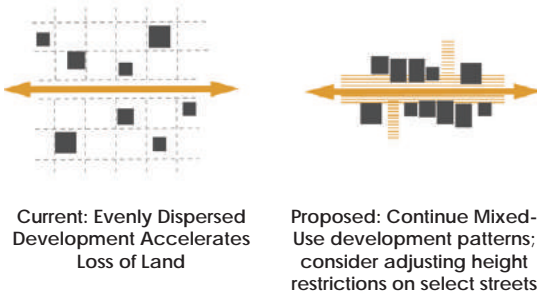 Current: Evenly Dispersed
Development Accelerates
Loss of Land
Proposed: Continue Mixed-
Use development patterns;
consider adjusting height
restrictions on select streets